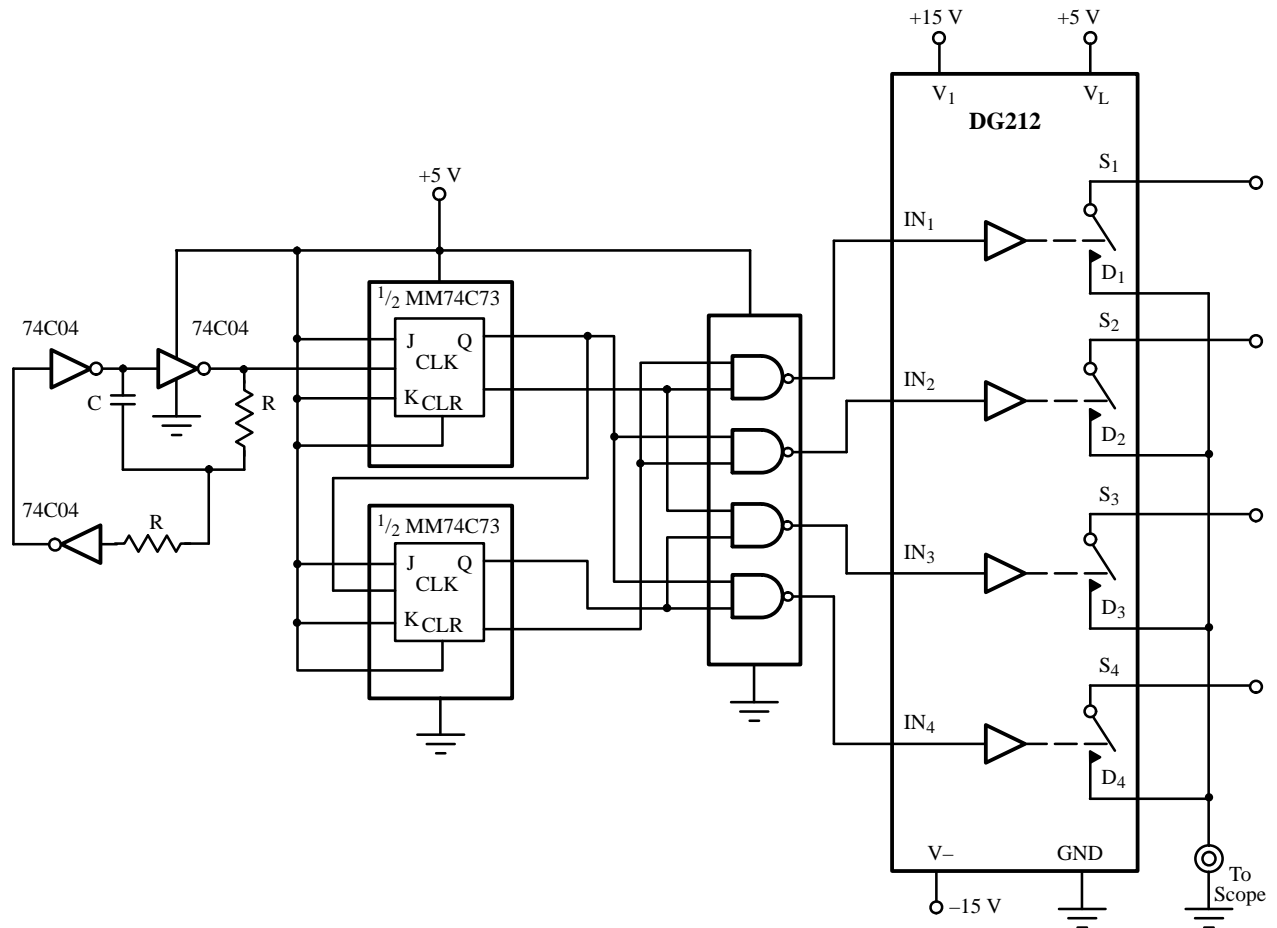 +15 V
+5 V
V1
VL
DG212
S1
+5 V
IN1
D1
1/2 MM74C73
74C04
74C04
J
Q
CLK
S2
C
R
K
CLR
IN2
D2
74C04
R
1/2 MM74C73
S3
J
Q
CLK
IN3
D3
K
CLR
S4
IN4
D4
V–
GND
To
Scope
–15 V